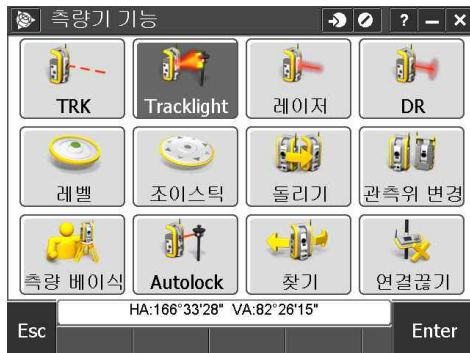 측량기 기능
? – ×
TRK
Tracklight
레이저
DR
레벨
조이스틱
돌리기
관측위 변경
측량 베이식
Autolock
찾기
연결끊기
HA:166°33'28" VA:82°26'15"
Esc
Enter